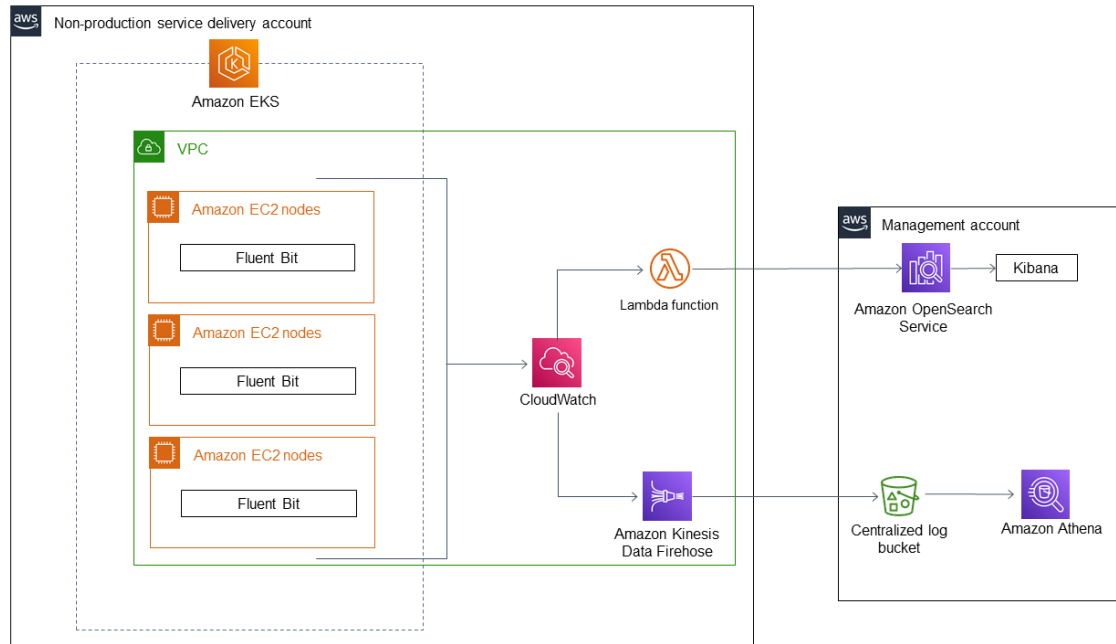 aws
Non-production service delivery account
Amazon EKS
VPC
Amazon EC2 nodes
Fluent Bit
Amazon EC2 nodes
Fluent Bit
Amazon EC2 nodes
Fluent Bit
CloudWatch
Lambda function
Amazon Kinesis
Data Firehose
aws
Management account
Amazon OpenSearch
Service
Kibana
Centralized log
bucket
Amazon Athena